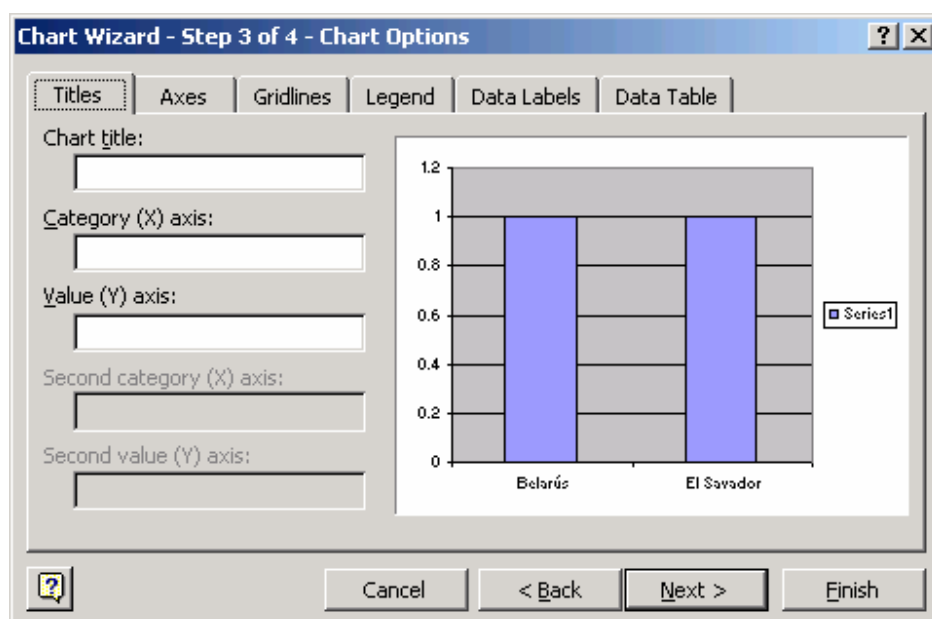 Chart Wizard - Step 3 of 4 - Chart Options
Titles Axes Gridlines Legend Data Labels Data Table
Chart title:
Category (X) axis:
Value (Y) axis:
Second category (X) axis:
Second value (Y) axis:
1.2
1
0.8
0.6
0.4
0.2
0
Belarús El Savador
Series1
Cancel < Back Next > Finish